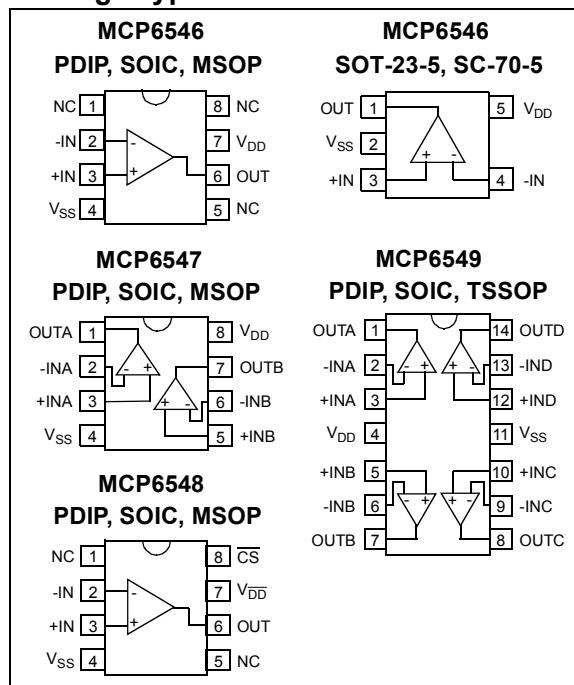 MCP6546
PDIP, SOIC, MSOP
NC 1 8 NC
-IN 2 - 7 VDD
+IN 3 + 6 OUT
VSS 4 5 NC
MCP6546
SOT-23-5, SC-70-5
OUT 1 5 VDD
VSS 2
+IN 3 + - 4 -IN
MCP6547
PDIP, SOIC, MSOP
OUTA 1 8 VDD
-INA 2 - + 7 OUTB
+INA 3 + - 6 -INB
VSS 4 5 +INB
MCP6549
PDIP, SOIC, TSSOP
OUTA 1 14 OUTD
-INA 2 - + + - 13 -IND
+INA 3 12 +IND
VDD 4 11 VSS
+INB 5 10 +INC
-INB 6 - + + - 9 -INC
OUTB 7 8 OUTC
MCP6548
PDIP, SOIC, MSOP
NC 1 8 C̅S̅
-IN 2 - 7 VD̅D̅
+IN 3 + 6 OUT
VSS 4 5 NC